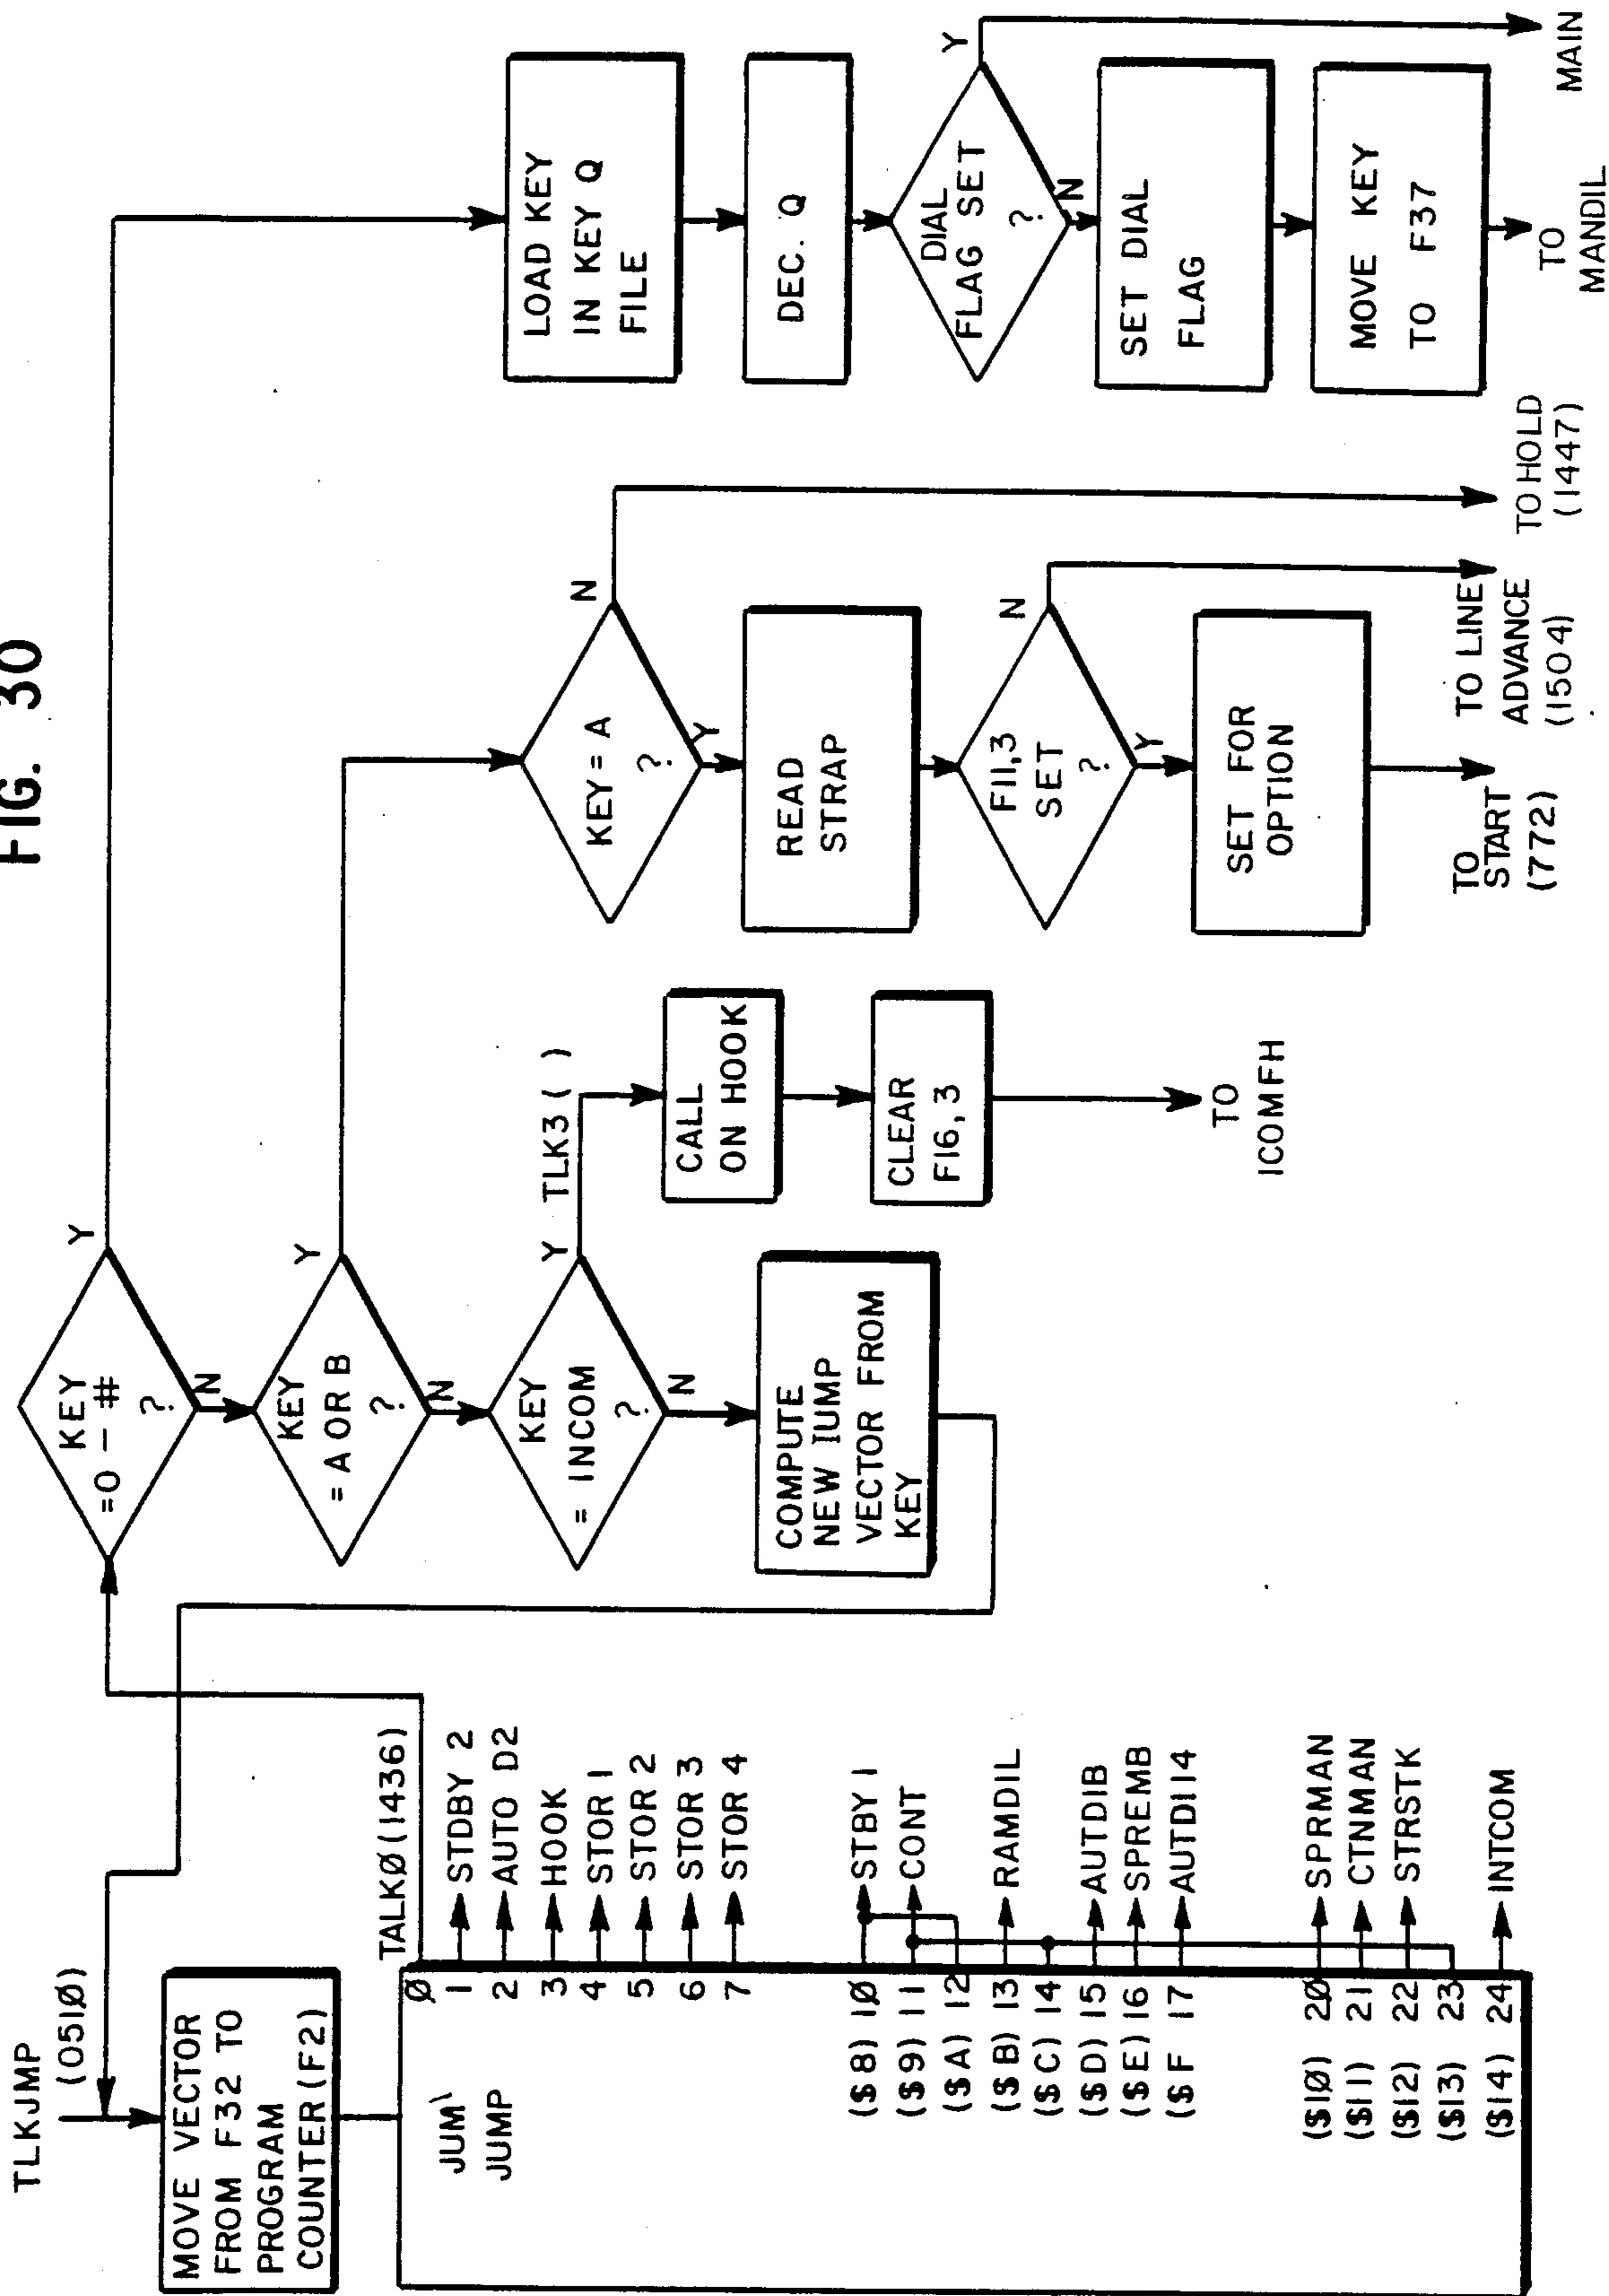 FIG. 30
TLKJMP
(0510)
MOVE VECTOR
FROM F32 TO
PROGRAM
COUNTER(F2)
JUM\
JUMP
TALKØ(1436)
Ø
1 STDBY 2
2 AUTO D2
3 HOOK
4 STOR 1
5 STOR 2
6 STOR 3
7 STOR 4
($8) 1Ø STBY 1
($9) 11 CONT
($A) 12
($B) 13 RAMDIL
($C) 14
($D) 15 AUTDIB
($E) 16 SPREMB
($F 17 AUTDI14
($1Ø) 2Ø SPRMAN
($11) 21 CTNMAN
($12) 22 STRSTK
($13) 23
($14) 24 INTCOM
KEY
=0-#
?
Y
N
KEY
= A OR B
?
Y
N
KEY
= INCOM
?
Y TLK3 ( )
N
COMPUTE
NEW IUMP
VECTOR FROM
KEY
CALL
ON HOOK
CLEAR
F16,3
TO
ICOMFH
KEY = A
?
N
Y
READ
STRAP
F11,3
SET
?
N
Y
SET FOR
OPTION
TO
START
(772)
TO LINE
ADVANCE
(1504)
TO HOLD
(1447)
LOAD KEY
IN KEY Q
FILE
DEC. Q
DIAL
FLAG SET
?
Y
N
SET DIAL
FLAG
MOVE KEY
TO F37
TO
MANDIL
MAIN